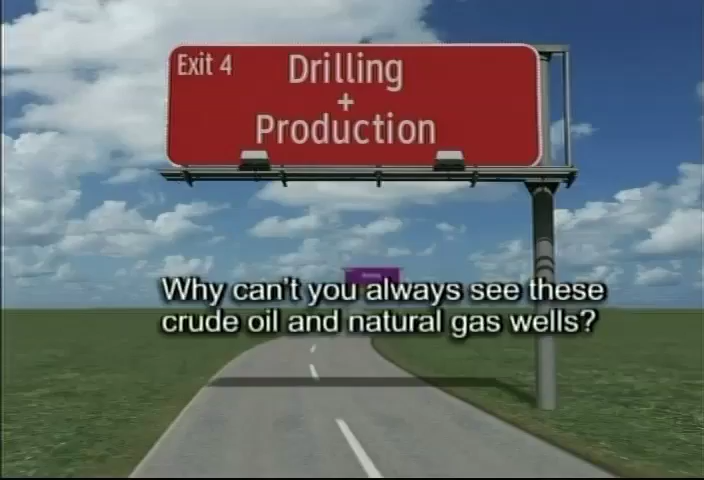 Exit 4
Drilling
+
Production
Why can't you always see these
crude oil and natural gas wells?